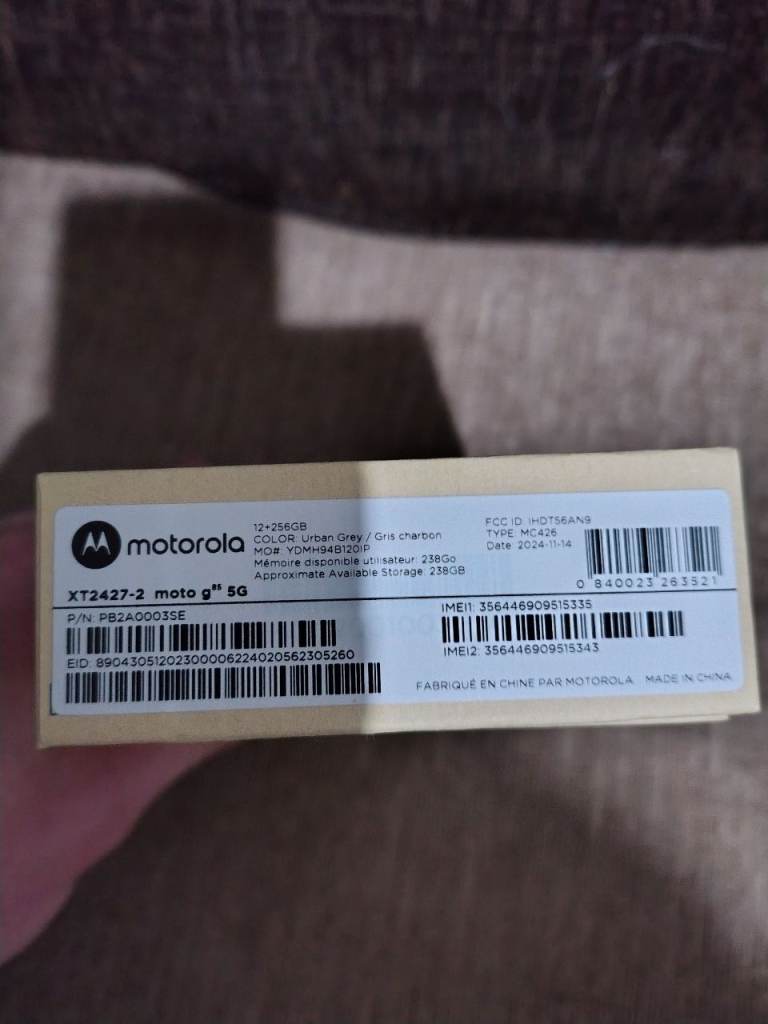 motorola
12+256GB
COLOR: Urban Grey / Gris charbon
MO#: YDMH94B120IP
Mémoire disponible utilisateur: 238Go
Approximate Available Storage: 238GB
FCC ID: IHDT56AN9
TYPE: MC426
Date: 2024-11-14
0 840023 263521
XT2427-2 moto g85 5G
P/N: PB2A0003SE
EID: 89043051202300006224020562305260
IMEI1: 356446909515335
IMEI2: 356446909515343
FABRIQUÉ EN CHINE PAR MOTOROLA. MADE IN CHINA.